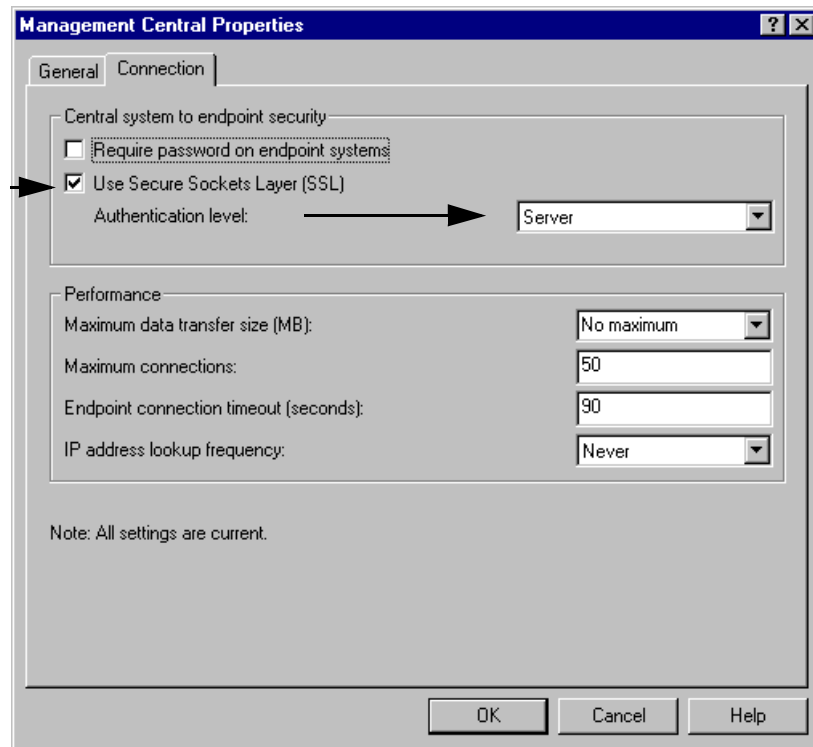 Management Central Properties
General Connection
Central system to endpoint security
Require password on endpoint systems
Use Secure Sockets Layer (SSL)
Authentication level: Server
Performance
Maximum data transfer size (MB): No maximum
Maximum connections: 50
Endpoint connection timeout (seconds): 90
IP address lookup frequency: Never
Note: All settings are current.
OK Cancel Help